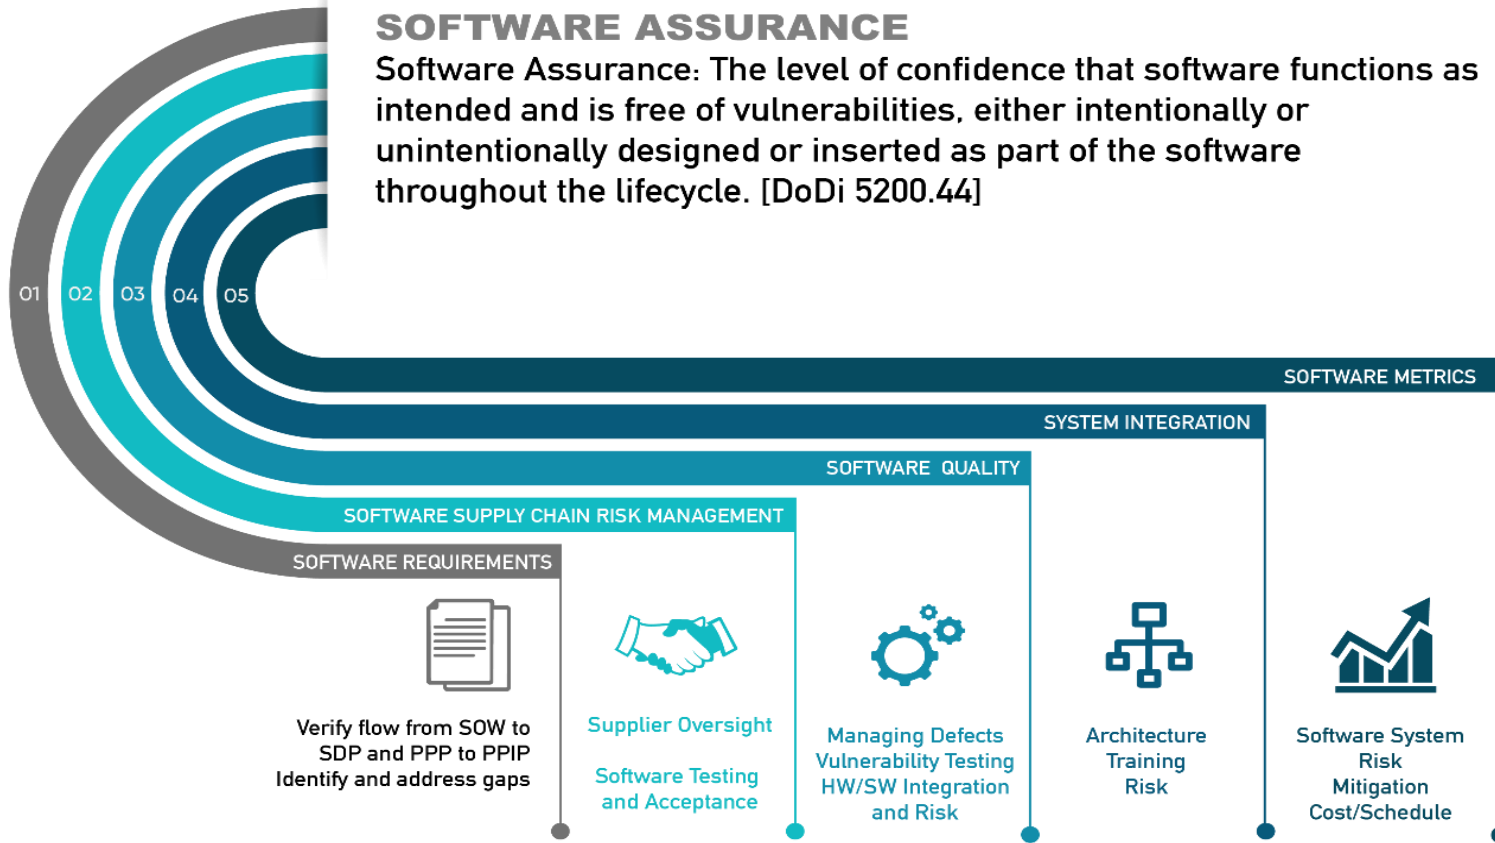 SOFTWARE ASSURANCE
Software Assurance: The level of confidence that software functions as
intended and is free of vulnerabilities, either intentionally or
unintentionally designed or inserted as part of the software
throughout the lifecycle. [DoDi 5200.44]
01 02 03 04 05
SOFTWARE METRICS
SYSTEM INTEGRATION
SOFTWARE QUALITY
SOFTWARE SUPPLY CHAIN RISK MANAGEMENT
SOFTWARE REQUIREMENTS
Verify flow from SOW to
SDP and PPP to PPIP
Identify and address gaps
Supplier Oversight
Software Testing
and Acceptance
Managing Defects
Vulnerability Testing
HW/SW Integration
and Risk
Architecture
Training
Risk
Software System
Risk
Mitigation
Cost/Schedule